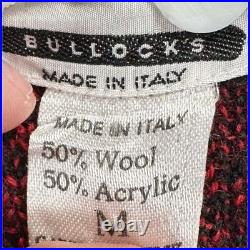 BULLOCKS
MADE IN ITALY
MADE IN ITALY
50% Wool
50% Acrylic
M